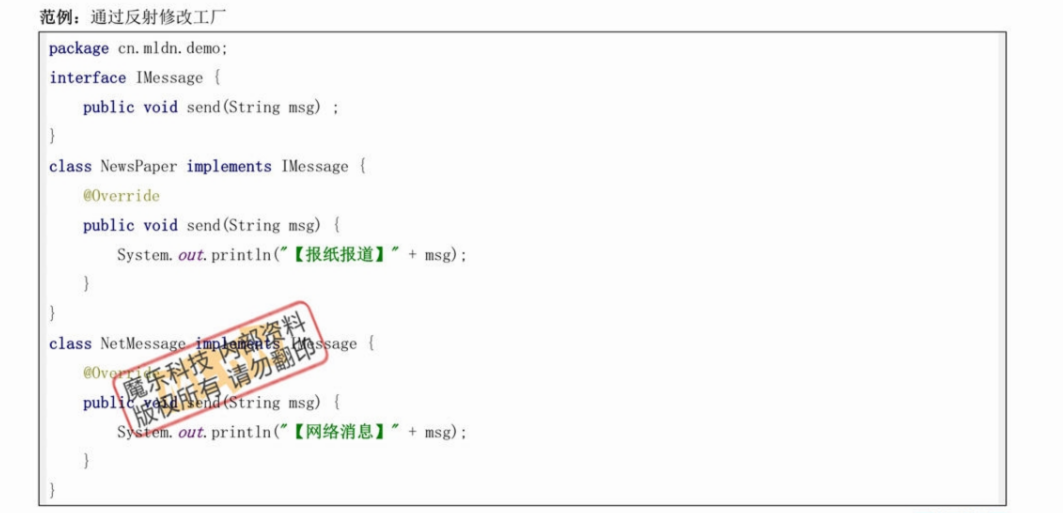 范例：通过反射修改工厂
package cn.mldn.demo;
interface IMessage {
    public void send(String msg) ;
}
class NewsPaper implements IMessage {
    @Override
    public void send(String msg) {
        System.out.println("【报纸报道】" + msg);
    }
}
class NetMessage implements IMessage {
    @Override
    public void send(String msg) {
        System.out.println("【网络消息】" + msg);
    }
}
魔乐科技 内部资料
版权所有 请勿翻印